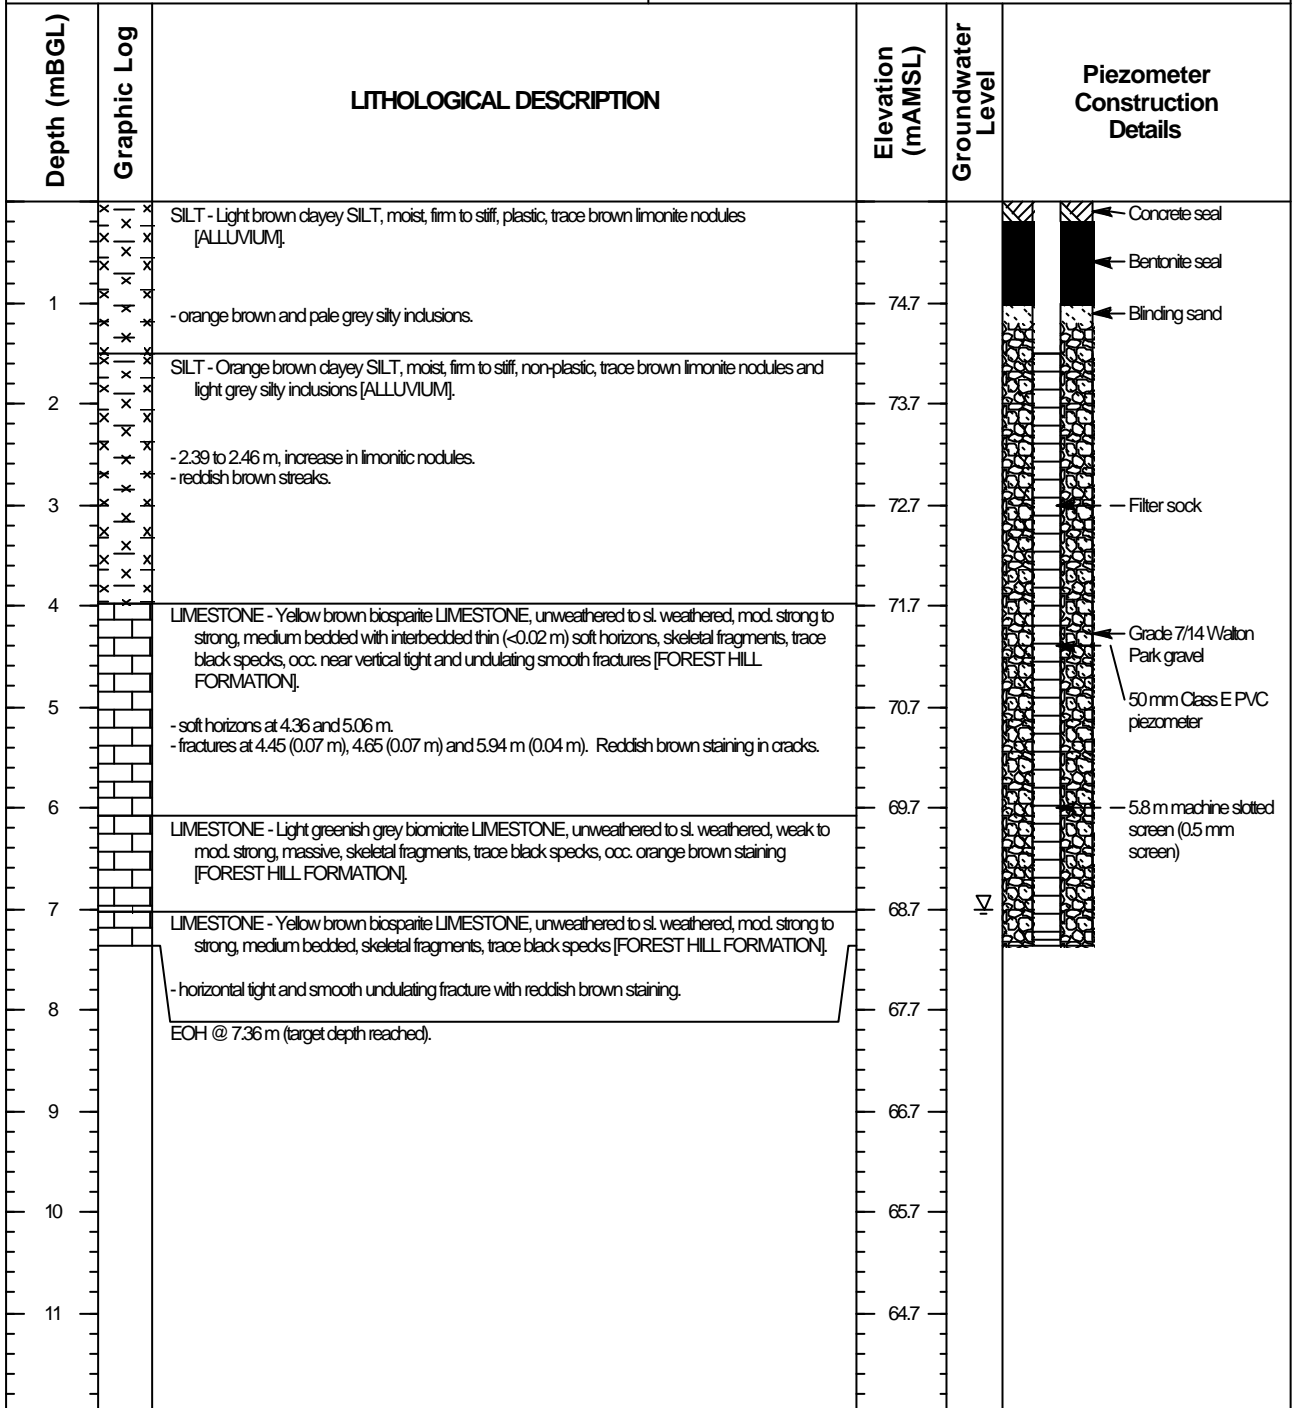 Depth (mBGL)
Graphic Log
LITHOLOGICAL DESCRIPTION
Elevation
(mAMSL)
Groundwater
Level
Piezometer
Construction
Details
SILT - Light brown clayey SILT, moist, firm to stiff, plastic, trace brown limonite nodules
[ALLUVIUM].
- orange brown and pale grey silty inclusions.
SILT - Orange brown clayey SILT, moist, firm to stiff, non-plastic, trace brown limonite nodules and
light grey silty inclusions [ALLUVIUM].
- 2.39 to 2.46 m, increase in limonitic nodules.
- reddish brown streaks.
LIMESTONE - Yellow brown biosparite LIMESTONE, unweathered to sl. weathered, mod. strong to
strong, medium bedded with interbedded thin (<0.02 m) soft horizons, skeletal fragments, trace
black specks, occ. near vertical tight and undulating smooth fractures [FOREST HILL
FORMATION].
- soft horizons at 4.36 and 5.06 m.
- fractures at 4.45 (0.07 m), 4.65 (0.07 m) and 5.94 m (0.04 m). Reddish brown staining in cracks.
LIMESTONE - Light greenish grey biomicrite LIMESTONE, unweathered to sl. weathered, weak to
mod. strong, massive, skeletal fragments, trace black specks, occ. orange brown staining
[FOREST HILL FORMATION].
LIMESTONE - Yellow brown biosparite LIMESTONE, unweathered to sl. weathered, mod. strong to
strong, medium bedded, skeletal fragments, trace black specks [FOREST HILL FORMATION].
- horizontal tight and smooth undulating fracture with reddish brown staining.
EOH @ 7.36 m (target depth reached).
1
2
3
4
5
6
7
8
9
10
11
74.7
73.7
72.7
71.7
70.7
69.7
68.7
67.7
66.7
65.7
64.7
Concrete seal
Bentonite seal
Blinding sand
Filter sock
Grade 7/14 Walton
Park gravel
50 mm Class E PVC
piezometer
5.8 m machine slotted
screen (0.5 mm
screen)